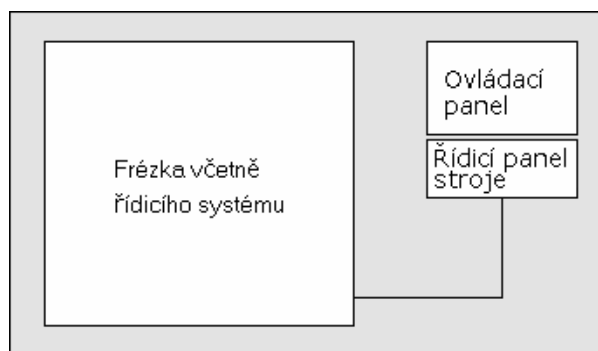 Frézka včetně
řídicího systému
Ovládací
panel
Řídicí panel
stroje